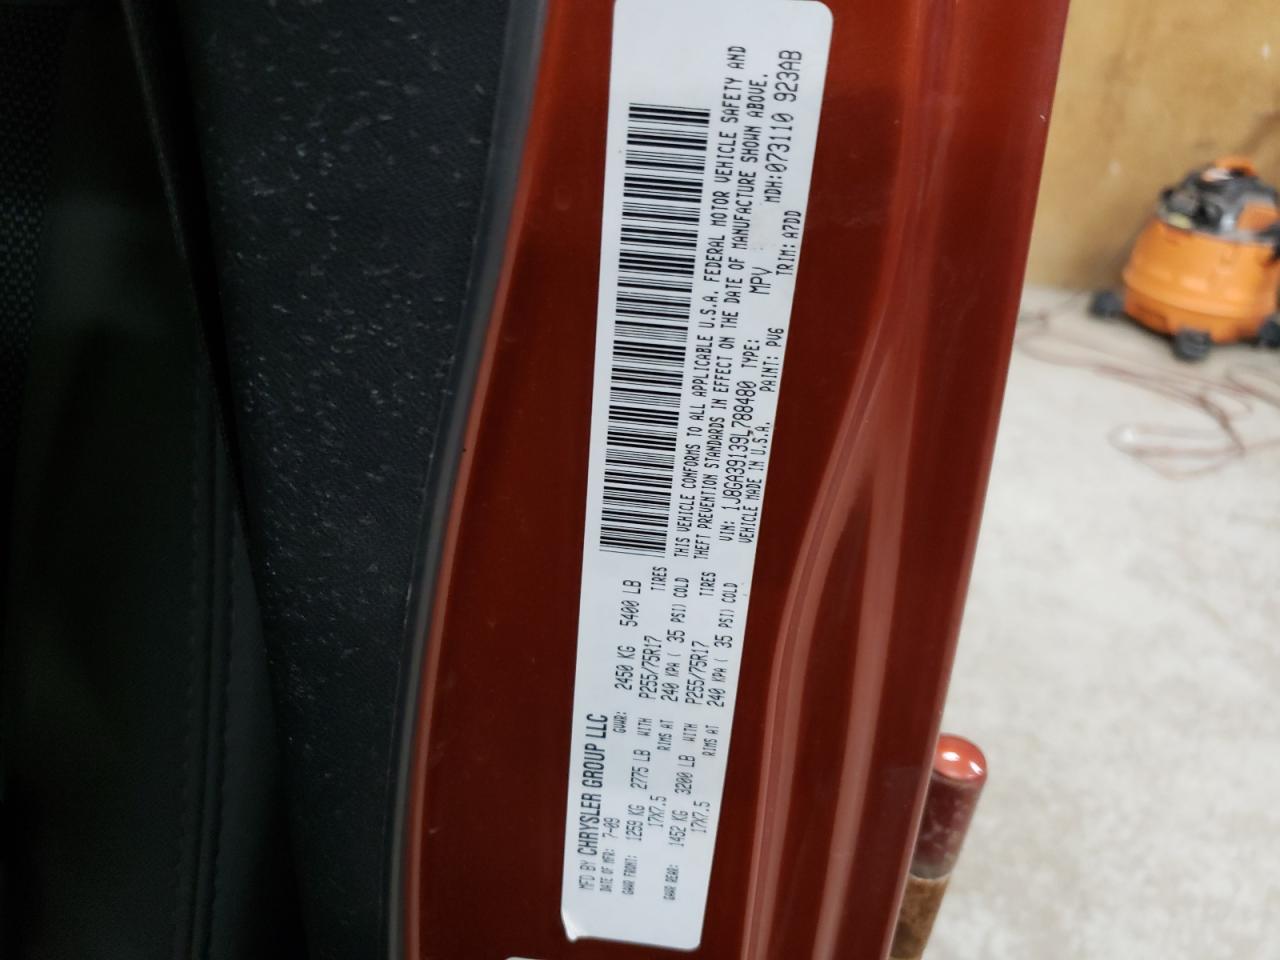 MFD BY CHRYSLER GROUP LLC
DATE OF MFR: 7-09 GVWR: 2450 KG 5400 LB
GAWR FRONT: 1259 KG 2775 LB WITH P255/75R17 TIRES
17X7.5 RIMS AT 240 KPA ( 35 PSI) COLD
GAWR REAR: 1452 KG 3200 LB WITH P255/75R17 TIRES
17X7.5 RIMS AT 240 KPA ( 35 PSI) COLD
THIS VEHICLE CONFORMS TO ALL APPLICABLE U.S.A. FEDERAL MOTOR VEHICLE SAFETY AND
THEFT PREVENTION STANDARDS IN EFFECT ON THE DATE OF MANUFACTURE SHOWN ABOVE.
VIN: 1J8GA39139L788480 TYPE: MPV MDH:073110 923AB
VEHICLE MADE IN U.S.A. PAINT: PV6 TRIM: A7DD